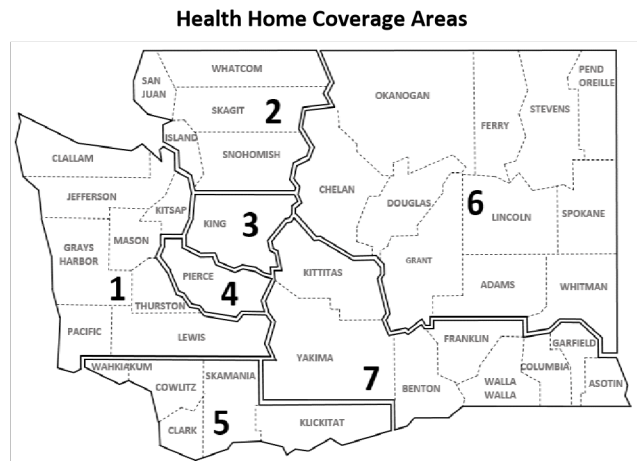 Health Home Coverage Areas
WHATCOM
SAN
JUAN
SKAGIT
2
ISLAND
SNOHOMISH
OKANOGAN
FERRY
STEVENS
PEND
OREILLE
CLALLAM
JEFFERSON
KITSAP
GRAYS
HARBOR
MASON
1
THURSTON
PACIFIC
LEWIS
KING
3
PIERCE
4
CHELAN
DOUGLAS
6
LINCOLN
SPOKANE
GRANT
ADAMS
WHITMAN
KITTITAS
YAKIMA
7
BENTON
FRANKLIN
WALLA
WALLA
COLUMBIA
GARFIELD
ASOTIN
WAHKIAKUM
COWLITZ
SKAMANIA
CLARK
5
KLICKITAT